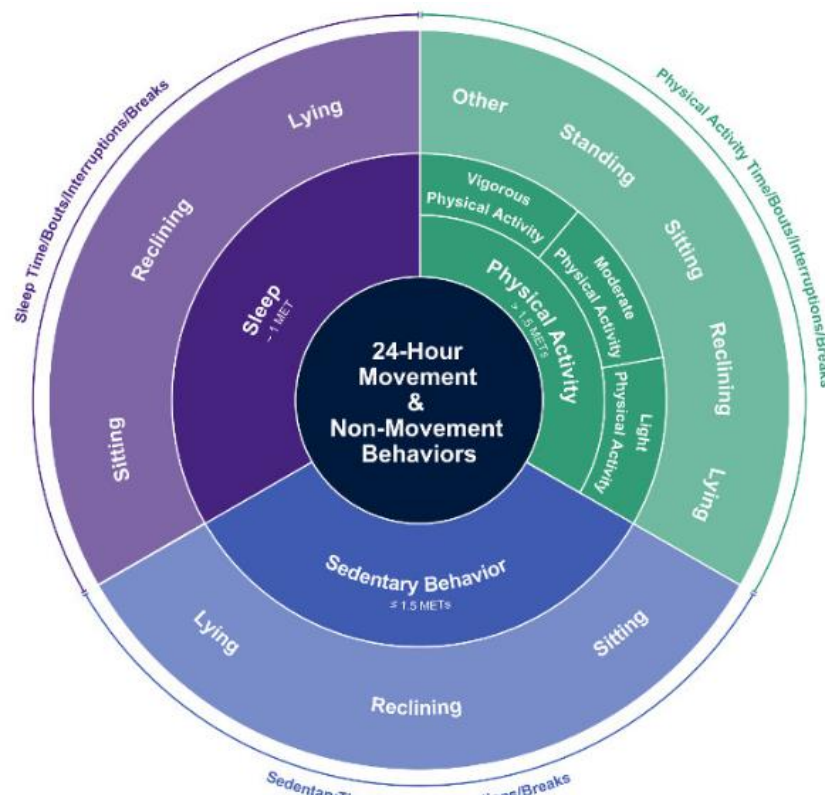 24-Hour
Movement
&
Non-Movement
Behaviors
Sleep
~ 1 MET
Lying
Reclining
Sitting
Sleep Time/Bouts/Interruptions/Breaks
Physical Activity
> 1.5 METs
Vigorous
Physical Activity
Moderate
Physical Activity
Light
Physical Activity
Other
Standing
Sitting
Reclining
Lying
Physical Activity Time/Bouts/Interruptions/Breaks
Sedentary Behavior
≤ 1.5 METs
Lying
Reclining
Sitting